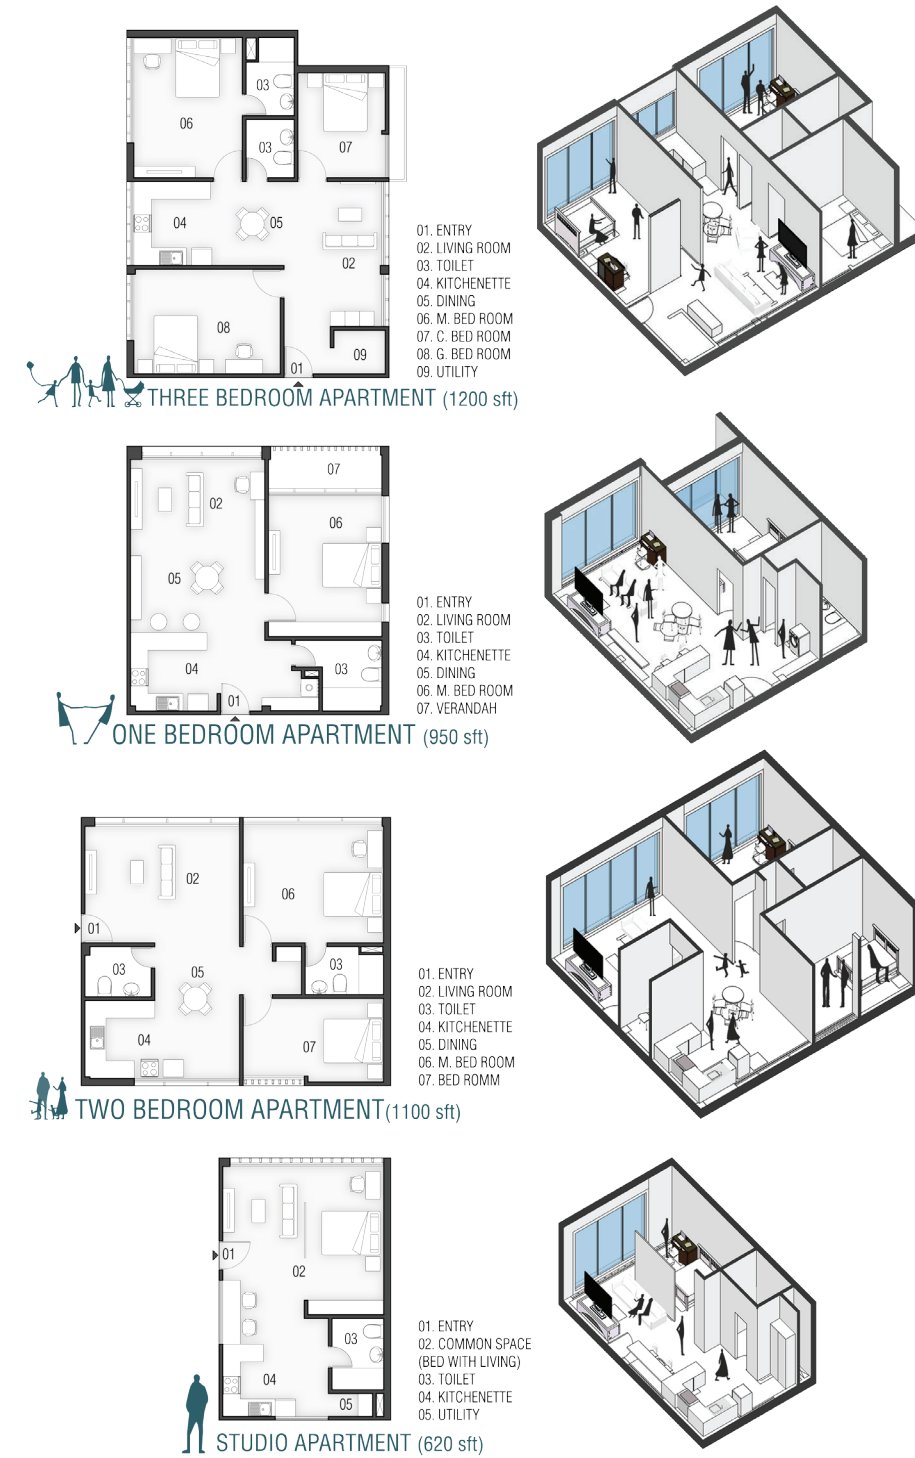 06
03
03
07
04
05
02
08
09
01
01. ENTRY
02. LIVING ROOM
03. TOILET
04. KITCHENETTE
05. DINING
06. M. BED ROOM
07. C. BED ROOM
08. G. BED ROOM
09. UTILITY
THREE BEDROOM APARTMENT (1200 sft)
07
02
06
05
04
03
01
01. ENTRY
02. LIVING ROOM
03. TOILET
04. KITCHENETTE
05. DINING
06. M. BED ROOM
07. VERANDAH
ONE BEDROOM APARTMENT (950 sft)
02
06
01
03
05
03
04
07
01. ENTRY
02. LIVING ROOM
03. TOILET
04. KITCHENETTE
05. DINING
06. M. BED ROOM
07. BED ROMM
TWO BEDROOM APARTMENT(1100 sft)
01
02
03
04
05
01. ENTRY
02. COMMON SPACE
(BED WITH LIVING)
03. TOILET
04. KITCHENETTE
05. UTILITY
STUDIO APARTMENT (620 sft)